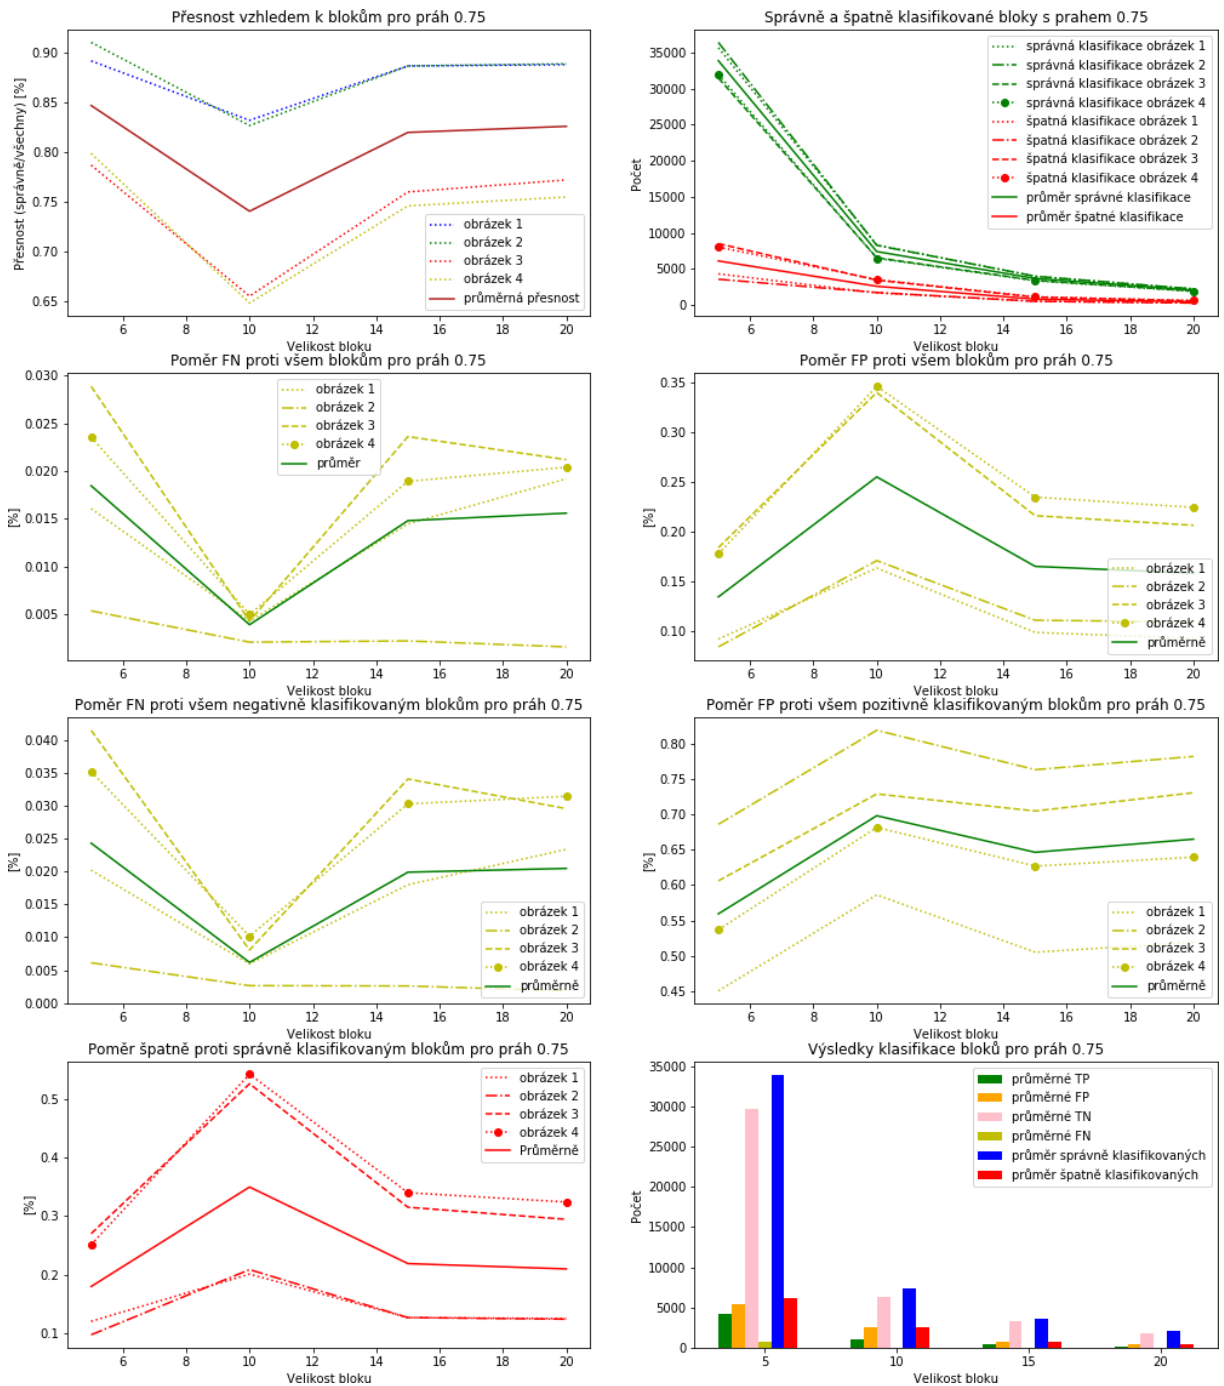 Přesnost vzhledem k blokům pro práh 0.75
Přesnost (správně/všechny) [%]
0.90
0.85
0.80
0.75
0.70
0.65
obrázek 1
obrázek 2
obrázek 3
obrázek 4
průměrná přesnost
6 8 10 12 14 16 18 20
Velikost bloku
Správně a špatně klasifikované bloky s prahem 0.75
Počet
35000
30000
25000
20000
15000
10000
5000
0
správná klasifikace obrázek 1
správná klasifikace obrázek 2
správná klasifikace obrázek 3
správná klasifikace obrázek 4
špatná klasifikace obrázek 1
špatná klasifikace obrázek 2
špatná klasifikace obrázek 3
špatná klasifikace obrázek 4
průměr správné klasifikace
průměr špatné klasifikace
6 8 10 12 14 16 18 20
Velikost bloku
Poměr FN proti všem blokům pro práh 0.75
[%]
0.030
0.025
0.020
0.015
0.010
0.005
obrázek 1
obrázek 2
obrázek 3
obrázek 4
průměr
6 8 10 12 14 16 18 20
Velikost bloku
Poměr FP proti všem blokům pro práh 0.75
[%]
0.35
0.30
0.25
0.20
0.15
0.10
obrázek 1
obrázek 2
obrázek 3
obrázek 4
průměrně
6 8 10 12 14 16 18 20
Velikost bloku
Poměr FN proti všem negativně klasifikovaným blokům pro práh 0.75
[%]
0.040
0.035
0.030
0.025
0.020
0.015
0.010
0.005
0.000
obrázek 1
obrázek 2
obrázek 3
obrázek 4
průměrně
6 8 10 12 14 16 18 20
Velikost bloku
Poměr FP proti všem pozitivně klasifikovaným blokům pro práh 0.75
[%]
0.80
0.75
0.70
0.65
0.60
0.55
0.50
0.45
obrázek 1
obrázek 2
obrázek 3
obrázek 4
průměrně
6 8 10 12 14 16 18 20
Velikost bloku
Poměr špatně proti správně klasifikovaným blokům pro práh 0.75
[%]
0.5
0.4
0.3
0.2
0.1
obrázek 1
obrázek 2
obrázek 3
obrázek 4
Průměrně
6 8 10 12 14 16 18 20
Velikost bloku
Výsledky klasifikace bloků pro práh 0.75
Počet
35000
30000
25000
20000
15000
10000
5000
0
průměrné TP
průměrné FP
průměrné TN
průměrné FN
průměr správně klasifikovaných
průměr špatně klasifikovaných
5 10 15 20
Velikost bloku